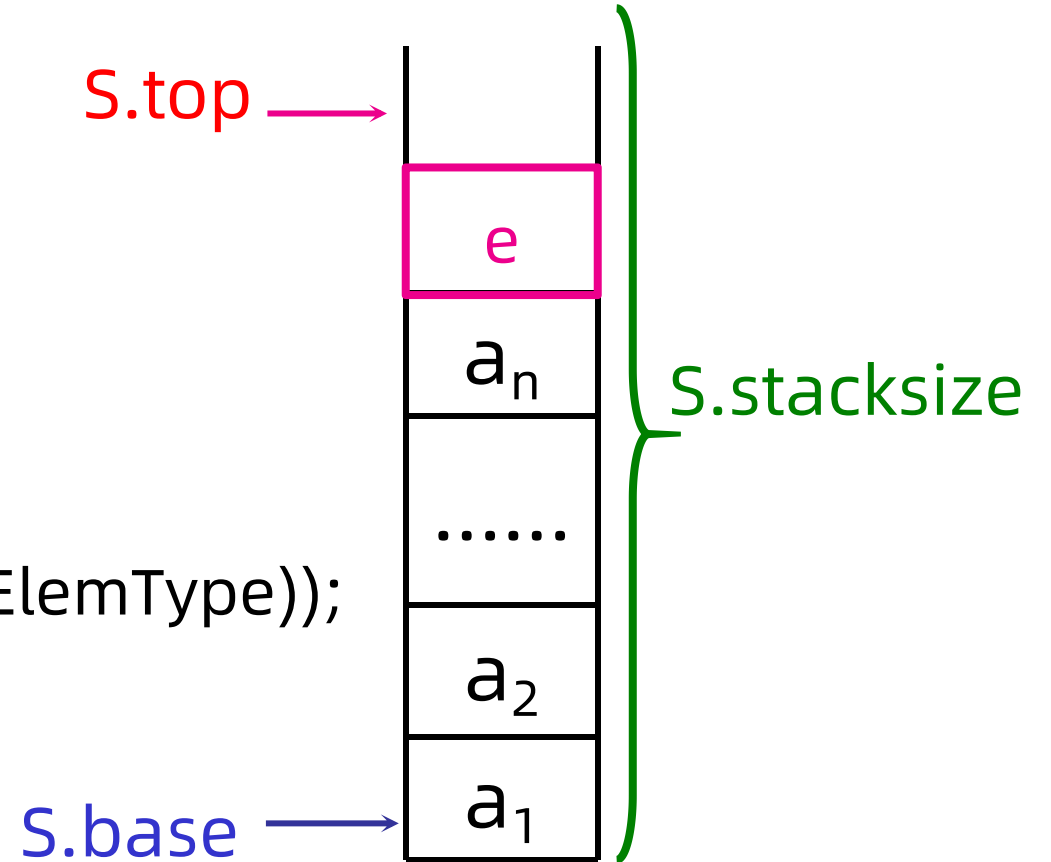 S.top
e
aₙ
S.stacksize
......
ElemType));
a₂
a₁
S.base